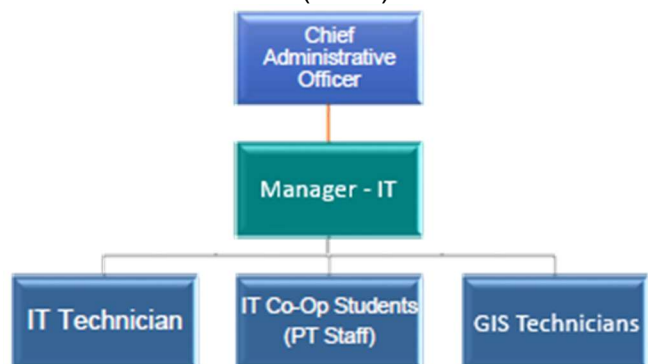 Chief
Administrative
Officer
Manager - IT
IT Technician
IT Co-Op Students
(PT Staff)
GIS Technicians